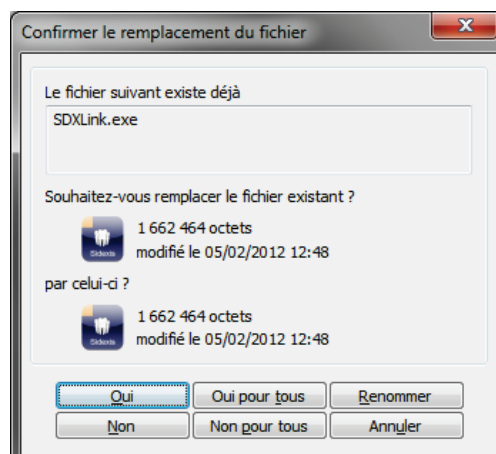 Confirmer le remplacement du fichier
Le fichier suivant existe déjà
SDXLink.exe
Souhaitez-vous remplacer le fichier existant ?
1 662 464 octets
Sidexis
modifié le 05/02/2012 12:48
par celui-ci ?
1 662 464 octets
Sidexis
modifié le 05/02/2012 12:48
Oui Oui pour tous Renommer
Non Non pour tous Annuler